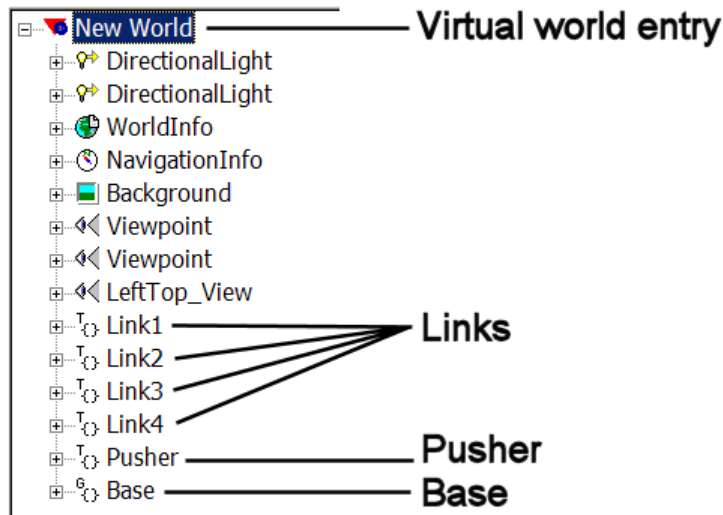 New World Virtual world entry
DirectionalLight
DirectionalLight
WorldInfo
NavigationInfo
Background
Viewpoint
Viewpoint
LeftTop_View
T{} Link1 Links
T{} Link2
T{} Link3
T{} Link4
T{} Pusher Pusher
G{} Base Base